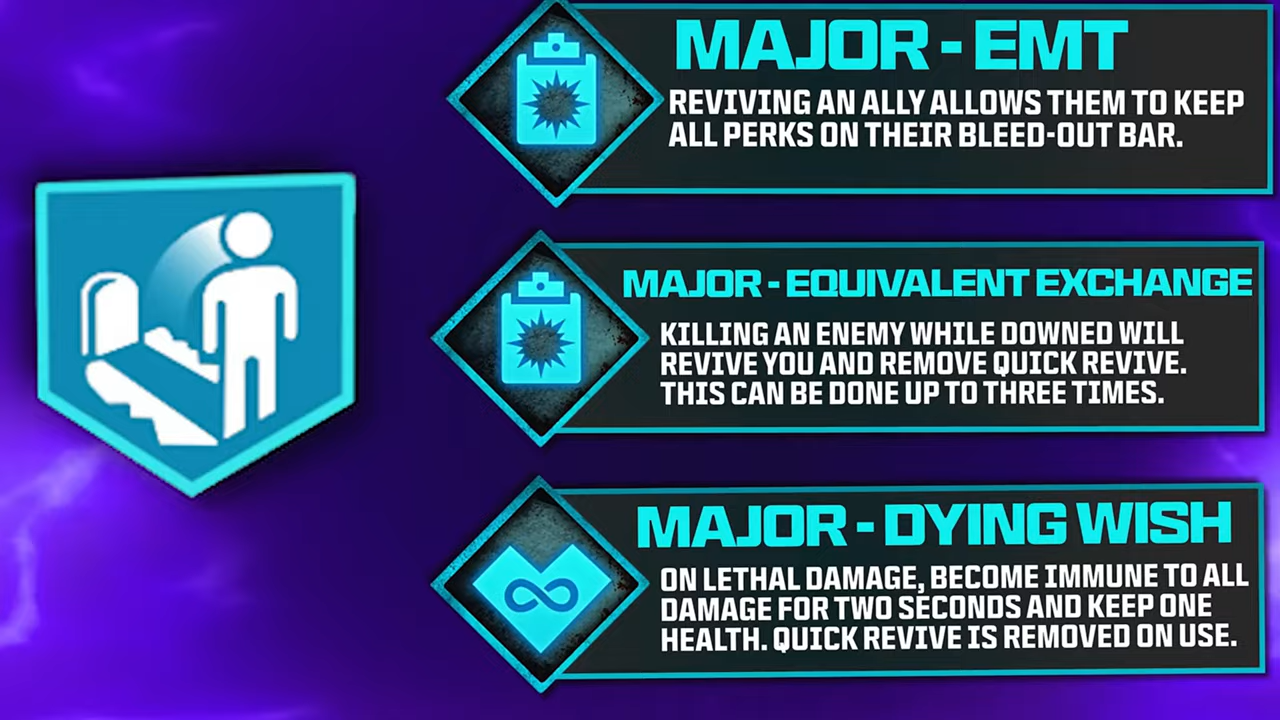 MAJOR - EMT
REVIVING AN ALLY ALLOWS THEM TO KEEP
ALL PERKS ON THEIR BLEED-OUT BAR.
MAJOR - EQUIVALENT EXCHANGE
KILLING AN ENEMY WHILE DOWNED WILL
REVIVE YOU AND REMOVE QUICK REVIVE.
THIS CAN BE DONE UP TO THREE TIMES.
MAJOR - DYING WISH
ON LETHAL DAMAGE, BECOME IMMUNE TO ALL
DAMAGE FOR TWO SECONDS AND KEEP ONE
HEALTH. QUICK REVIVE IS REMOVED ON USE.